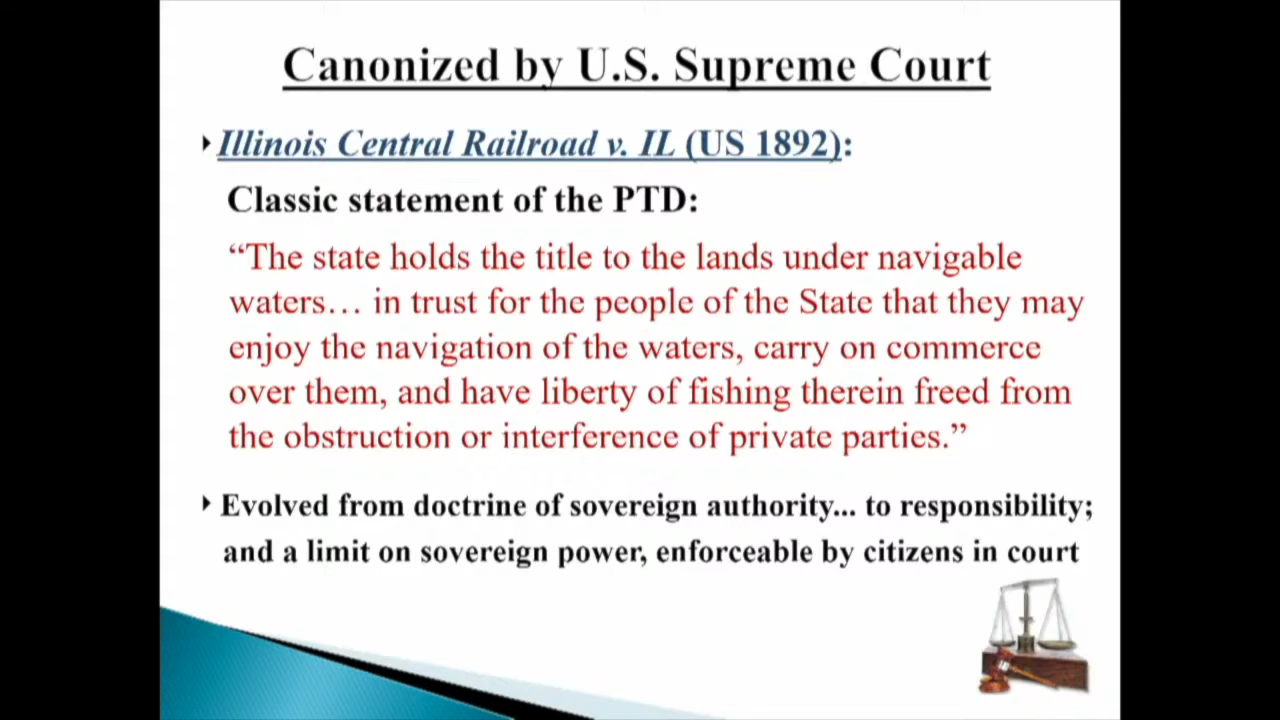 Canonized by U.S. Supreme Court
Illinois Central Railroad v. IL (US 1892):
Classic statement of the PTD:
“The state holds the title to the lands under navigable
waters… in trust for the people of the State that they may
enjoy the navigation of the waters, carry on commerce
over them, and have liberty of fishing therein freed from
the obstruction or interference of private parties.”
Evolved from doctrine of sovereign authority... to responsibility;
and a limit on sovereign power, enforceable by citizens in court